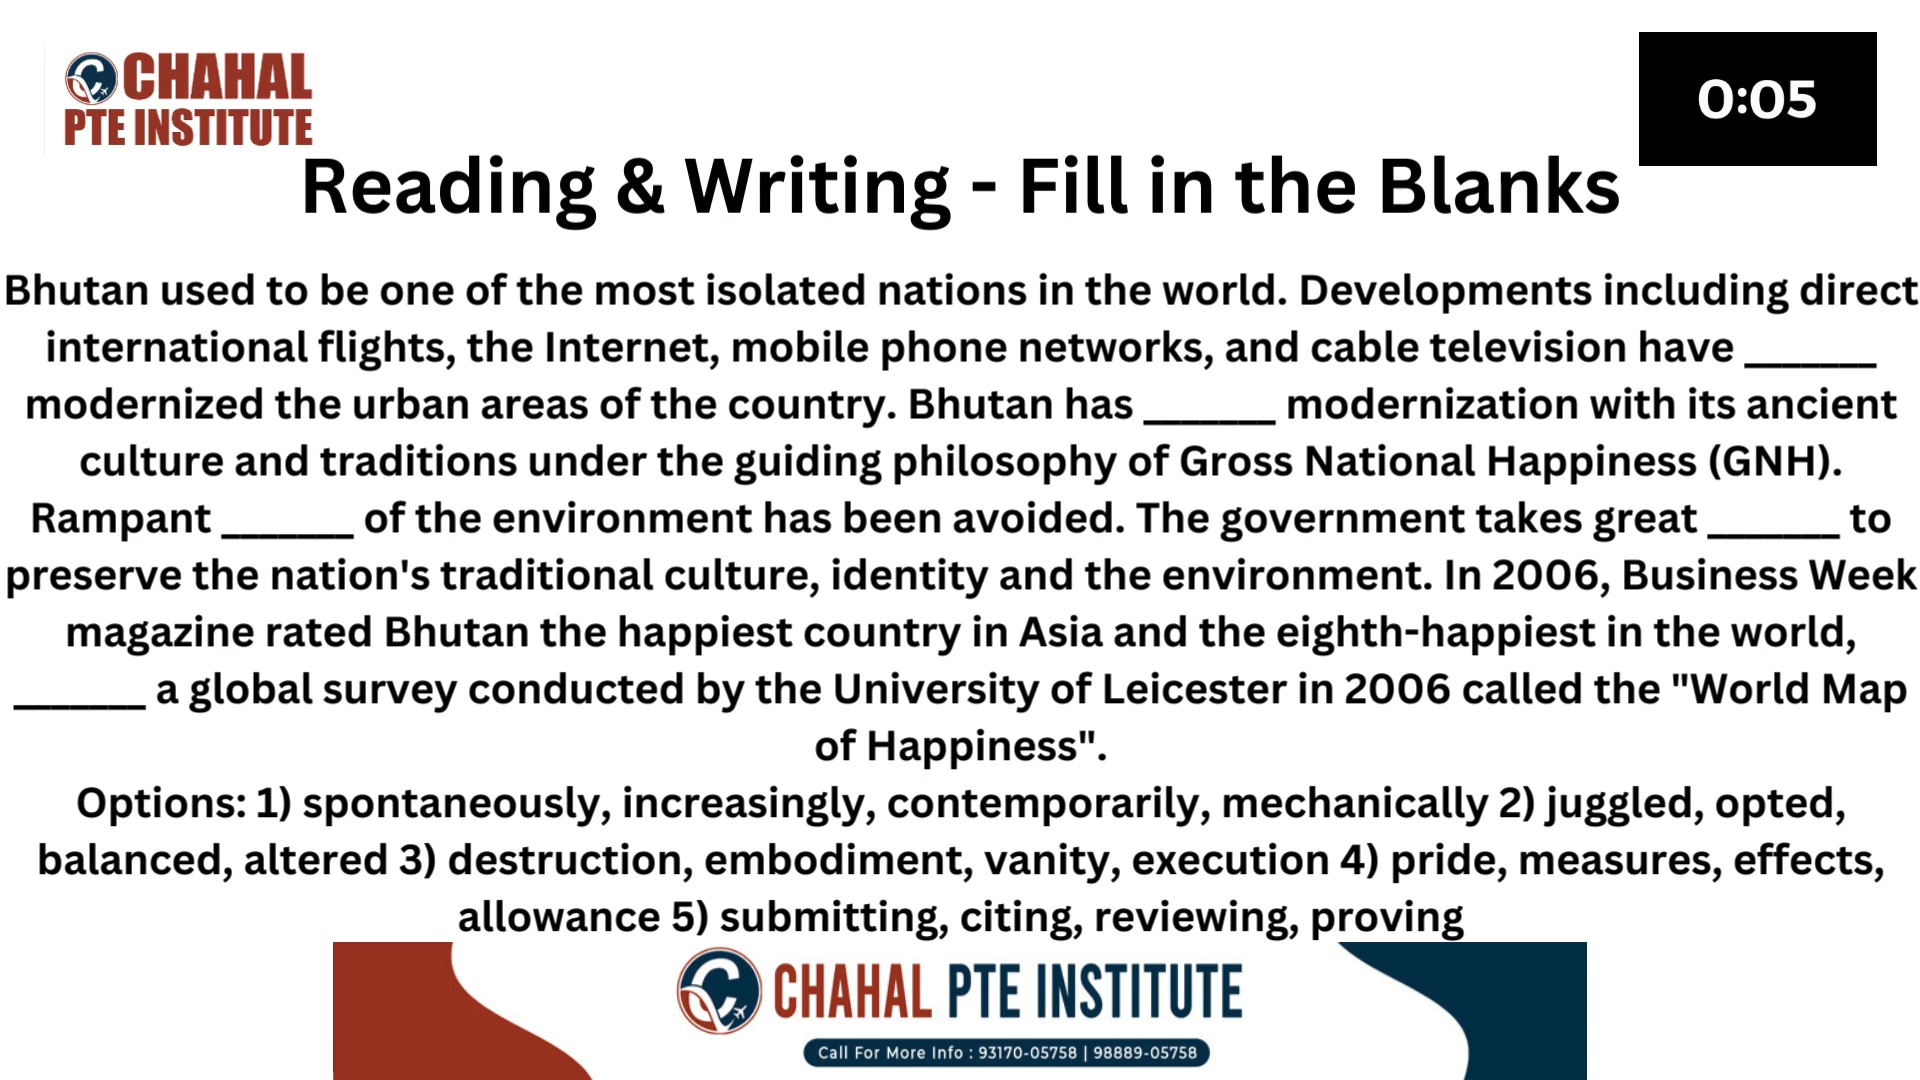 CHAHAL
PTE INSTITUTE
0:05
Reading & Writing - Fill in the Blanks
Bhutan used to be one of the most isolated nations in the world. Developments including direct
international flights, the Internet, mobile phone networks, and cable television have _______
modernized the urban areas of the country. Bhutan has _______ modernization with its ancient
culture and traditions under the guiding philosophy of Gross National Happiness (GNH).
Rampant _______ of the environment has been avoided. The government takes great _______ to
preserve the nation's traditional culture, identity and the environment. In 2006, Business Week
magazine rated Bhutan the happiest country in Asia and the eighth-happiest in the world,
_______ a global survey conducted by the University of Leicester in 2006 called the "World Map
of Happiness".
Options: 1) spontaneously, increasingly, contemporarily, mechanically 2) juggled, opted,
balanced, altered 3) destruction, embodiment, vanity, execution 4) pride, measures, effects,
allowance 5) submitting, citing, reviewing, proving
CHAHAL PTE INSTITUTE
Call For More Info : 93170-05758 | 98889-05758